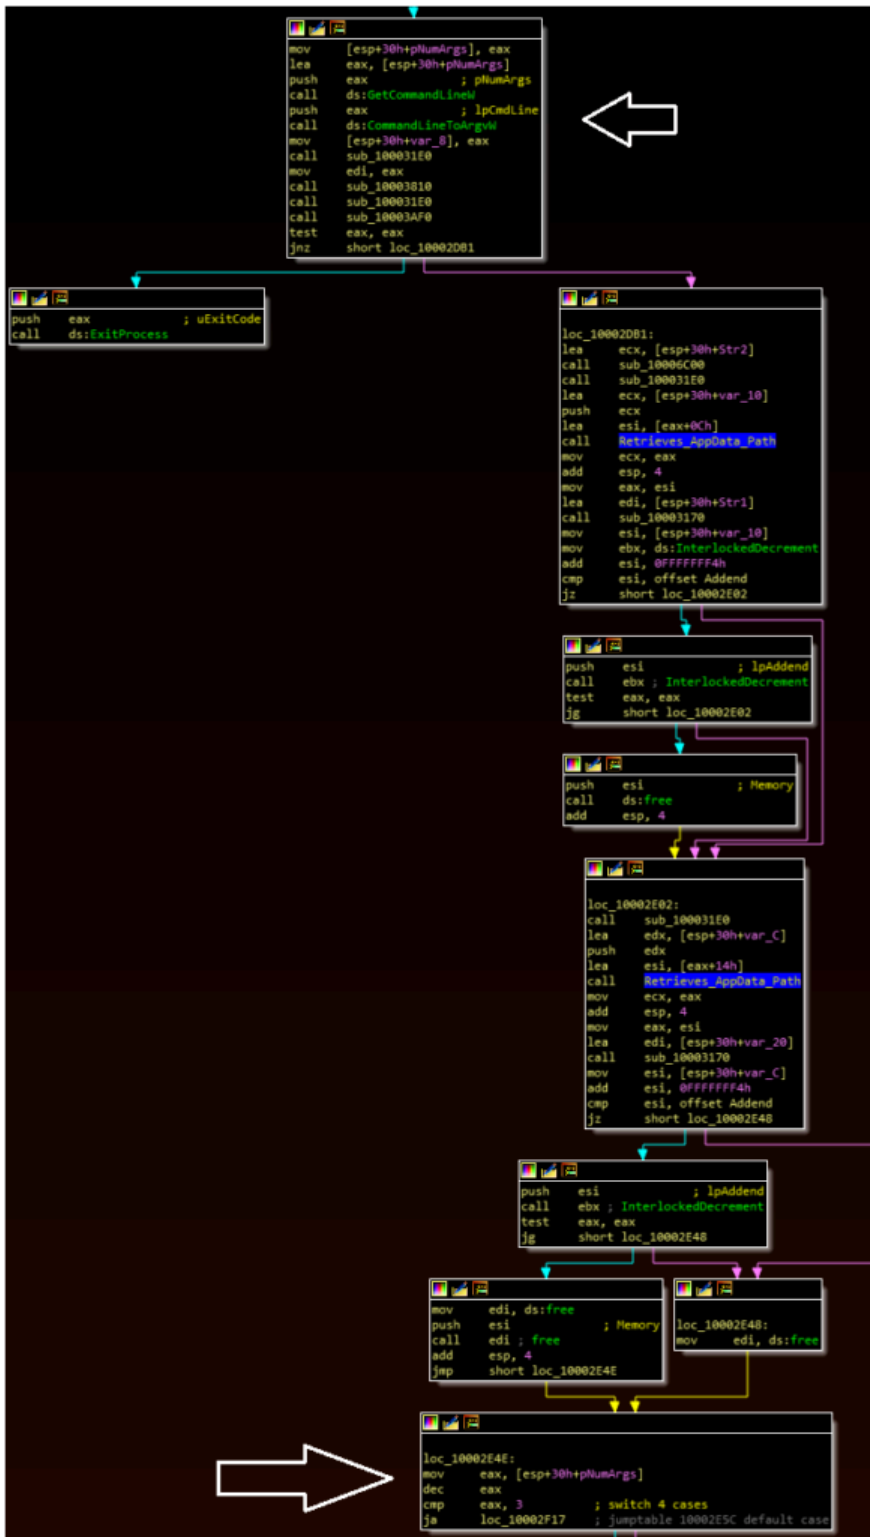 mov [esp+30h+pNumArgs], eax
lea eax, [esp+30h+pNumArgs]
push eax ; pNumArgs
call ds:GetCommandLineW
push eax ; lpCmdLine
call ds:CommandLineToArgvW
mov [esp+30h+var_8], eax
call sub_100031E0
mov edi, eax
call sub_10003810
call sub_100031E0
call sub_10003AF0
test eax, eax
jnz short loc_10002DB1
push eax ; uExitCode
call ds:ExitProcess
loc_10002DB1:
lea ecx, [esp+30h+Str2]
call sub_10006C00
call sub_100031E0
lea ecx, [esp+30h+var_10]
push ecx
lea esi, [eax+0Ch]
call Retrieves_AppData_Path
mov ecx, eax
add esp, 4
mov eax, esi
lea edi, [esp+30h+Str1]
call sub_10003170
mov esi, [esp+30h+var_10]
mov ebx, ds:InterlockedDecrement
add esi, 0FFFFFFF4h
cmp esi, offset Addend
jz short loc_10002E02
push esi ; lpAddend
call ebx ; InterlockedDecrement
test eax, eax
jg short loc_10002E02
push esi ; Memory
call ds:free
add esp, 4
loc_10002E02:
call sub_100031E0
lea edx, [esp+30h+var_C]
push edx
lea esi, [eax+14h]
call Retrieves_AppData_Path
mov ecx, eax
add esp, 4
mov eax, esi
lea edi, [esp+30h+var_20]
call sub_10003170
mov esi, [esp+30h+var_C]
add esi, 0FFFFFFF4h
cmp esi, offset Addend
jz short loc_10002E48
push esi ; lpAddend
call ebx ; InterlockedDecrement
test eax, eax
jg short loc_10002E48
mov edi, ds:free
push esi ; Memory
call edi ; free
add esp, 4
jmp short loc_10002E4E
loc_10002E48:
mov edi, ds:free
loc_10002E4E:
mov eax, [esp+30h+pNumArgs]
dec eax
cmp eax, 3 ; switch 4 cases
ja loc_10002F17 ; jumptable 10002E5C default case